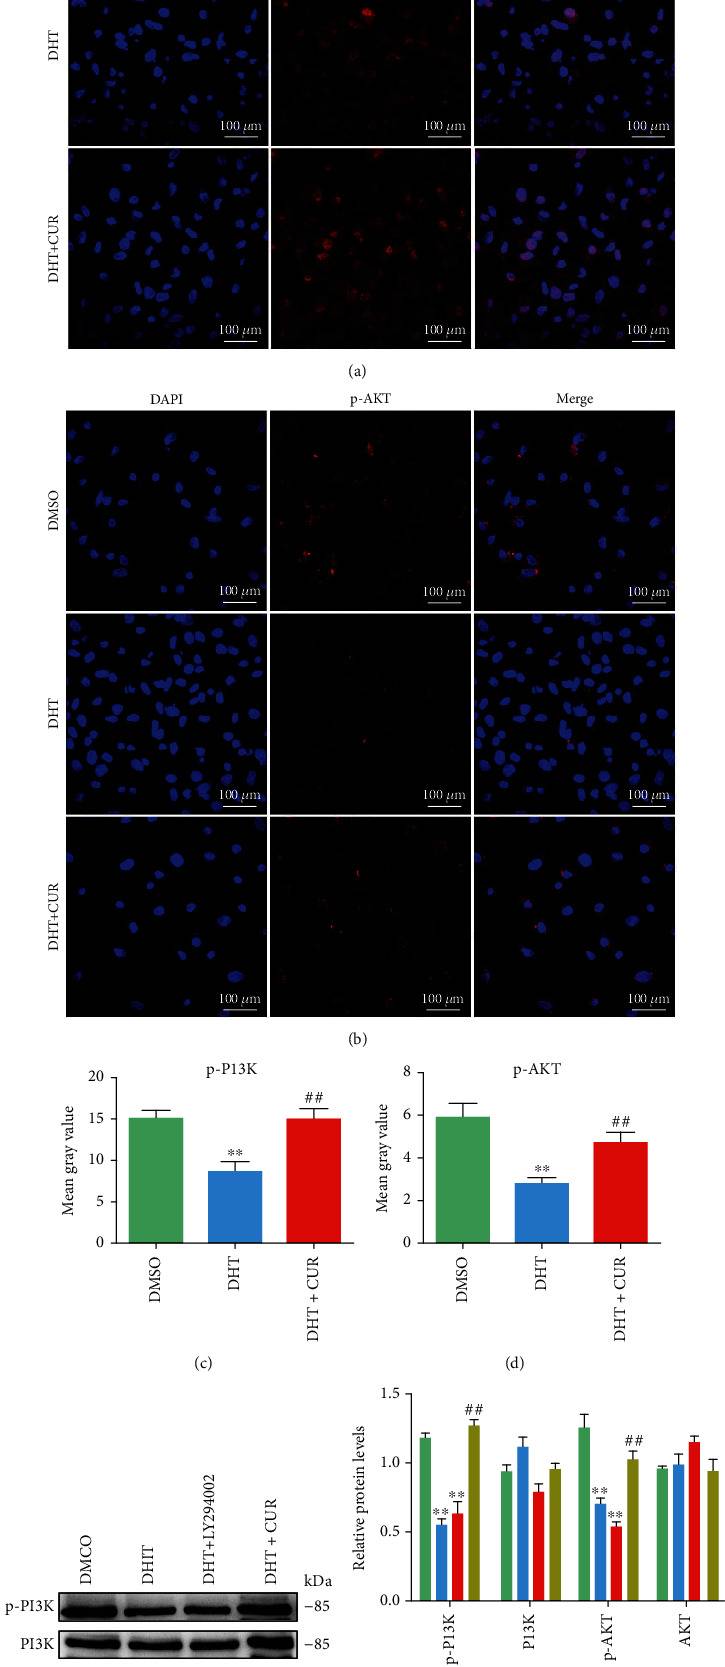 DHT
100 µm
100 µm
100 µm
DHT+CUR
100 µm
100 µm
100 µm
(a)
DAPI
p-AKT
Merge
DMSO
100 µm
100 µm
100 µm
DHT
100 µm
100 µm
100 µm
DHT+CUR
100 µm
100 µm
100 µm
(b)
p-P13K
Mean gray value
20
15
10
5
0
**
##
DMSO
DHT
DHT + CUR
(c)
p-AKT
Mean gray value
8
6
4
2
0
**
##
DMSO
DHT
DHT + CUR
(d)
DMCO
DHIT
DHT+LY294002
DHT + CUR
kDa
p-PI3K
–85
PI3K
–85
Relative protein levels
1.5
1.0
0.5
0.0
**
**
##
**
**
##
p-P13K
P13K
p-AKT
AKT